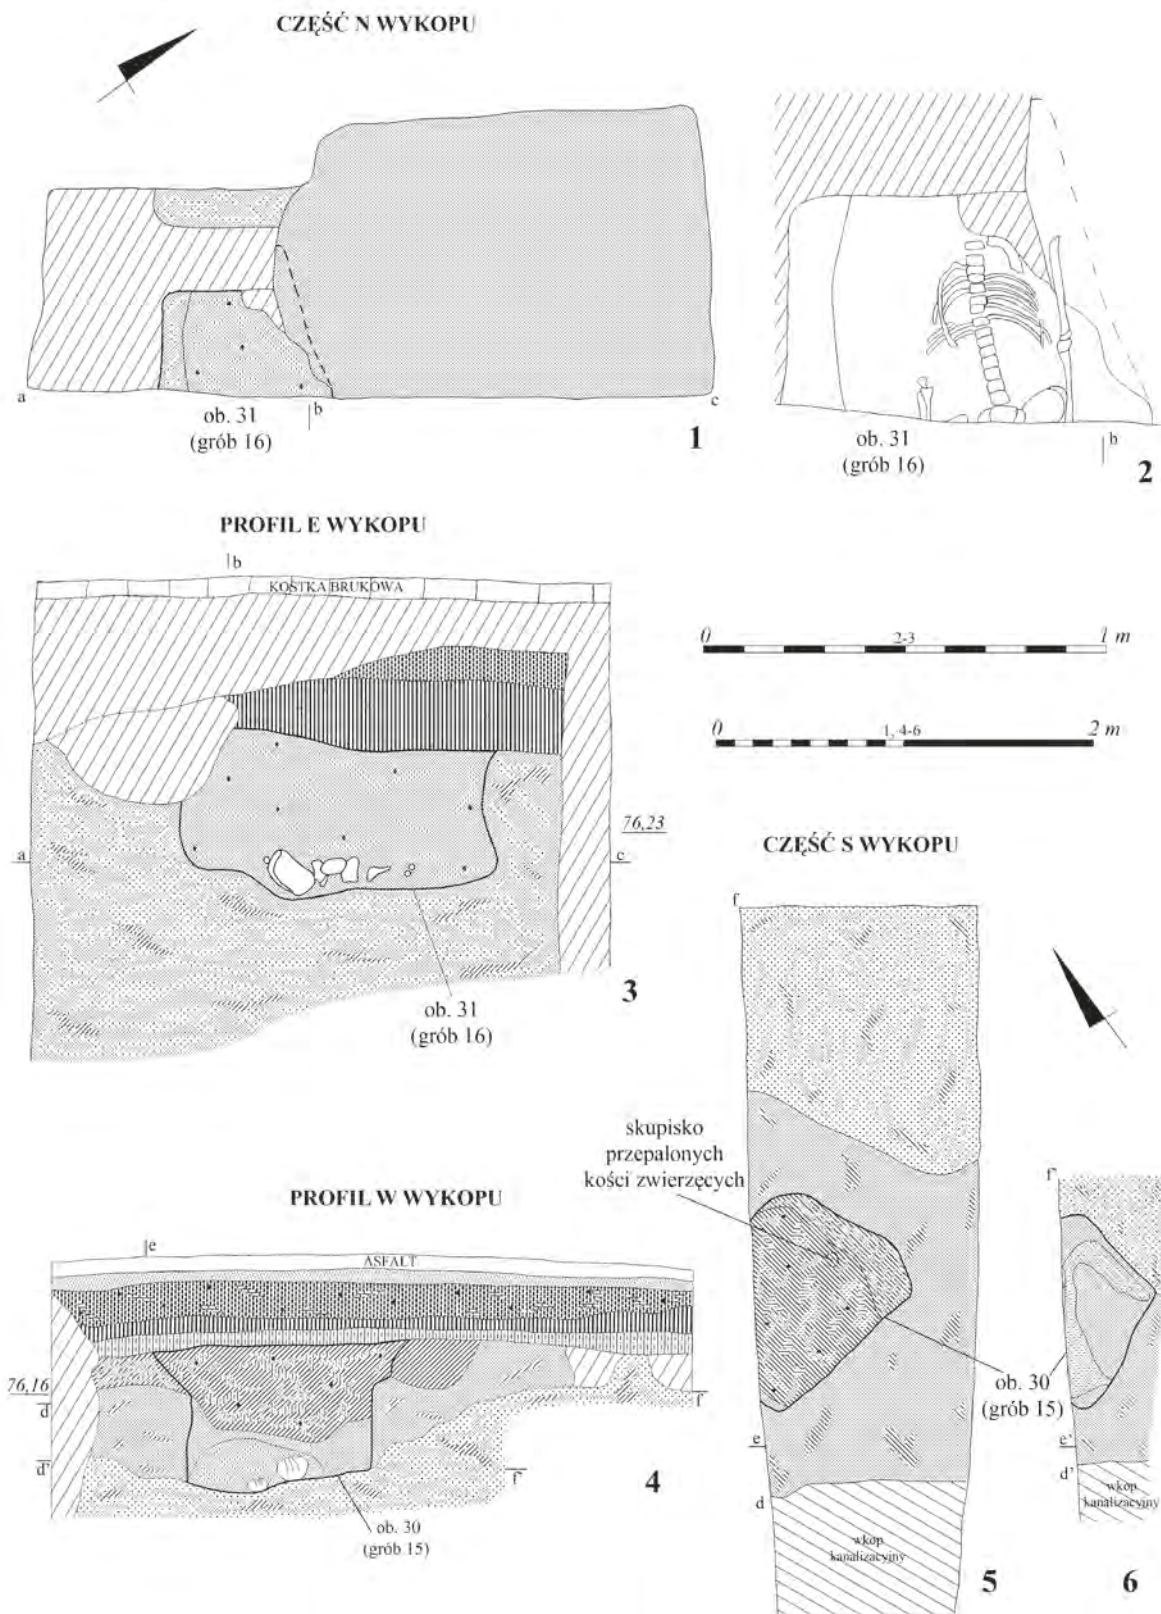 CZĘŚĆ N WYKOPU
a
ob. 31
(grób 16)
b
c
1
ob. 31
(grób 16)
b
2
PROFIL E WYKOPU
b
KOSTKA BRUKOWA
a
76,23
c
ob. 31
(grób 16)
3
0 2-3 1 m
0 1, 4-6 2 m
CZĘŚĆ S WYKOPU
f
skupisko
przepalonych
kości zwierzęcych
ob. 30
(grób 15)
e
d
wkop
kanalizacyjny
5
f'
e'
d'
wkop
kanalizacyjny
6
PROFIL W WYKOPU
e
ASFALT
76,16
d
d'
f
f'
ob. 30
(grób 15)
4